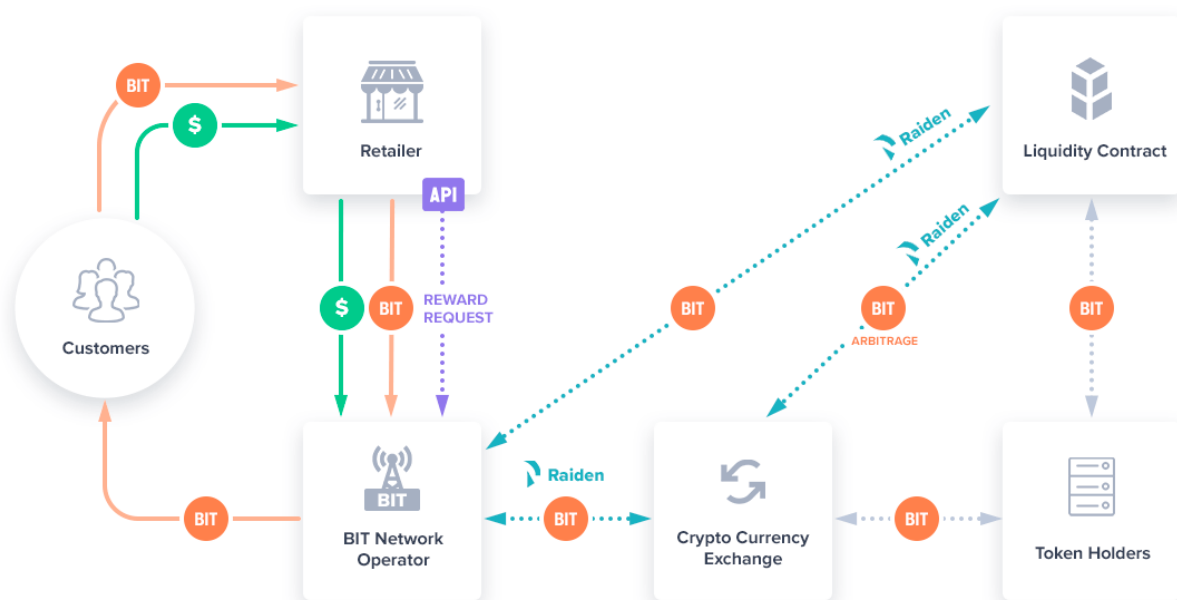 BIT
$
Retailer
API
Raiden
Liquidity Contract
Raiden
Customers
$
BIT
REWARD
REQUEST
BIT
BIT
ARBITRAGE
BIT
BIT
BIT Network
Operator
BIT
Raiden
BIT
Crypto Currency
Exchange
BIT
Token Holders